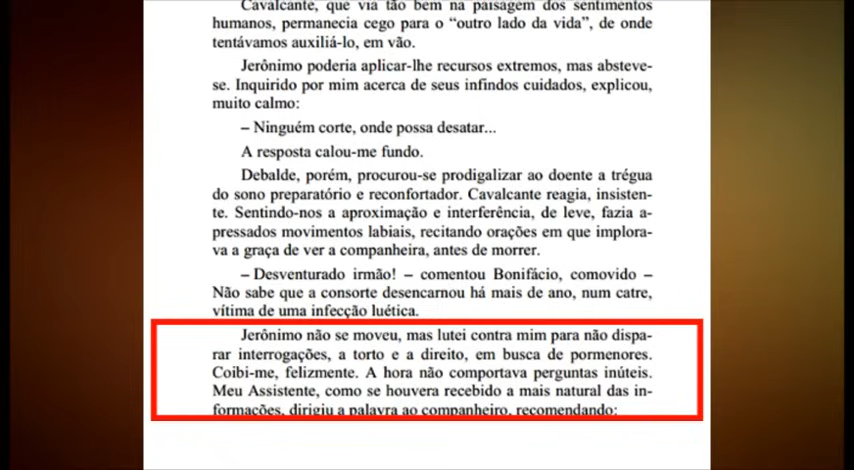 Cavalcante, que via tão bem na paisagem dos sentimentos
humanos, permanecia cego para o “outro lado da vida”, de onde
tentávamos auxiliá-lo, em vão.
Jerônimo poderia aplicar-lhe recursos extremos, mas absteve-
se. Inquirido por mim acerca de seus infindos cuidados, explicou,
muito calmo:
– Ninguém corte, onde possa desatar...
A resposta calou-me fundo.
Debalde, porém, procurou-se prodigalizar ao doente a trégua
do sono preparatório e reconfortador. Cavalcante reagia, insisten-
te. Sentindo-nos a aproximação e interferência, de leve, fazia a-
pressados movimentos labiais, recitando orações em que implora-
va a graça de ver a companheira, antes de morrer.
– Desventurado irmão! – comentou Bonifácio, comovido –
Não sabe que a consorte desencarnou há mais de ano, num catre,
vítima de uma infecção luética.
Jerônimo não se moveu, mas lutei contra mim para não dispa-
rar interrogações, a torto e a direito, em busca de pormenores.
Coibi-me, felizmente. A hora não comportava perguntas inúteis.
Meu Assistente, como se houvera recebido a mais natural das in-
formações, dirigiu a palavra ao companheiro, recomendando: